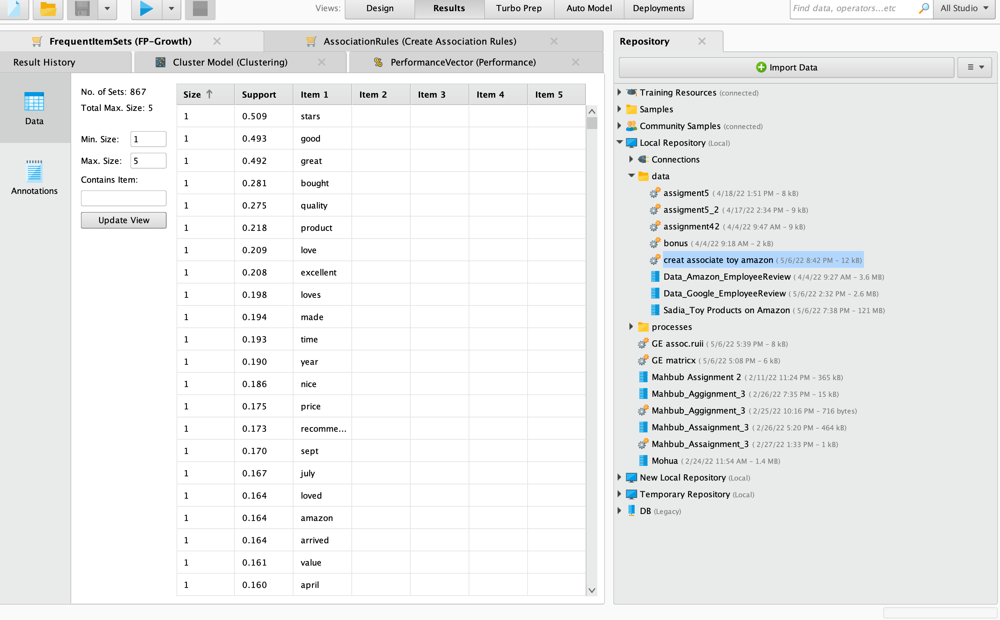 Views: Design Results Turbo Prep Auto Model Deployments Find data, operators...etc All Studio
FrequentItemSets (FP-Growth) AssociationRules (Create Association Rules)
Result History Cluster Model (Clustering) PerformanceVector (Performance)
Data
Annotations
No. of Sets: 867
Total Max. Size: 5
Min. Size: 1
Max. Size: 5
Contains Item:
Update View
Size Support Item 1 Item 2 Item 3 Item 4 Item 5
1 0.509 stars
1 0.493 good
1 0.492 great
1 0.281 bought
1 0.275 quality
1 0.218 product
1 0.209 love
1 0.208 excellent
1 0.198 loves
1 0.194 made
1 0.193 time
1 0.190 year
1 0.186 nice
1 0.175 price
1 0.173 recomme...
1 0.170 sept
1 0.167 july
1 0.164 loved
1 0.164 amazon
1 0.164 arrived
1 0.161 value
1 0.160 april
Repository
Import Data
Training Resources (connected)
Samples
Community Samples (connected)
Local Repository (Local)
Connections
data
assigment5 ( 4/18/22 1:51 PM – 8 kB)
assigment5_2 ( 4/17/22 2:34 PM – 9 kB)
assignment42 ( 4/4/22 9:47 AM – 9 kB)
bonus ( 4/4/22 9:18 AM – 2 kB)
creat associate toy amazon ( 5/6/22 8:42 PM – 12 kB)
Data_Amazon_EmployeeReview ( 4/4/22 9:27 AM – 3.6 MB)
Data_Google_EmployeeReview ( 5/6/22 2:32 PM – 2.6 MB)
Sadia_Toy Products on Amazon ( 5/6/22 7:38 PM – 121 MB)
processes
GE assoc.ruii ( 5/6/22 5:39 PM – 8 kB)
GE matricx ( 5/6/22 5:08 PM – 6 kB)
Mahbub Assignment 2 ( 2/11/22 11:24 PM – 365 kB)
Mahbub_Aggignment_3 ( 2/26/22 7:35 PM – 15 kB)
Mahbub_Aggignment_3 ( 2/25/22 10:16 PM – 716 bytes)
Mahbub_Assaignment_3 ( 2/26/22 5:20 PM – 464 kB)
Mahbub_Assaignment_3 ( 2/27/22 1:33 PM – 1 kB)
Mohua ( 2/24/22 11:54 AM – 1.4 MB)
New Local Repository (Local)
Temporary Repository (Local)
DB (Legacy)